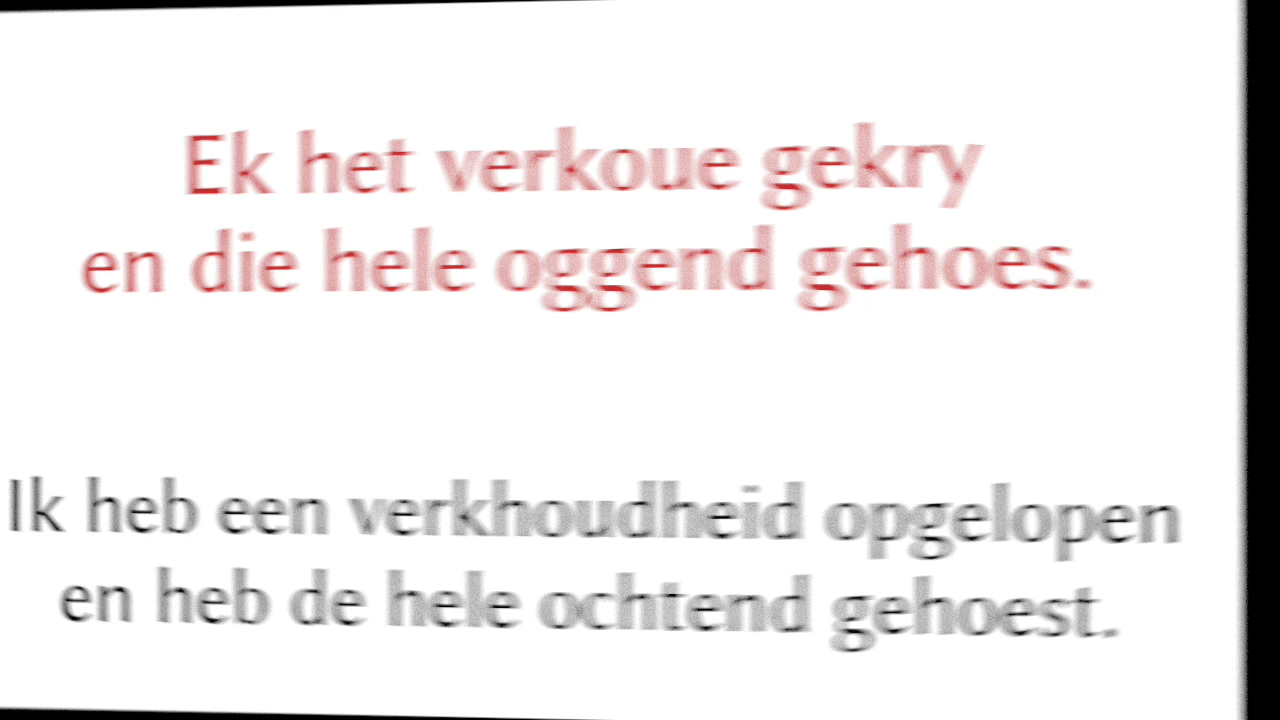 Ek het verkoue gekry
en die hele oggend gehoes.
Ik heb een verkhoudheid opgelopen
en heb de hele ochtend gehoest.